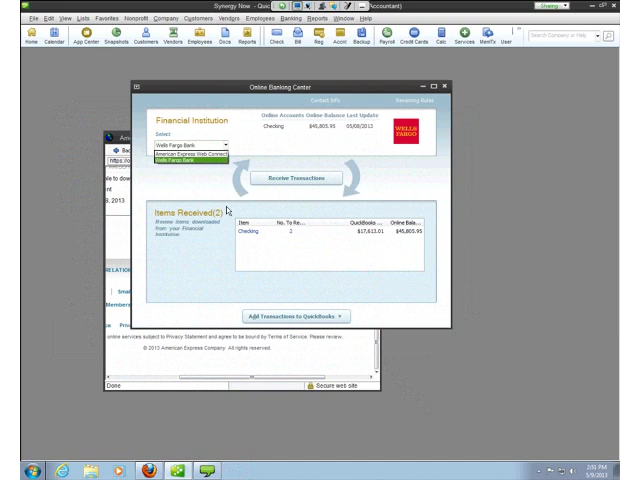 Synergy Now - Quic
Accountant)
Sharing
File Edit View Lists Favorites Nonprofit Company Customers Vendors Employees Banking Reports Window Help
Home Calendar App Center Snapshots Customers Vendors Employees Docs Reports Check Bill Reg Accnt Backup Payroll Credit Cards Calc Services MemTx User
Search Company or Help
Online Banking Center
Contact Info
Renaming Rules
Financial Institution
Online Accounts Online Balance Last Update
Checking $45,805.95 05/08/2013
Select
WELLS
FARGO
Wells Fargo Bank
American Express Web Connect
Wells Fargo Bank
Receive Transactions
Items Received(2)
Review items downloaded
from your Financial
Institution.
Item No. To Re... QuickBooks ... Online Bala...
Checking 2 $17,613.01 $45,805.95
Add Transactions to QuickBooks
Am
Bac
https://o
le to dow
nt
8, 2013
RELATION
Smal
Members
Priv
online services subject to Privacy Statement and agree to be bound by Terms of Service. Please review.
© 2013 American Express Company. All rights reserved.
Done
Secure web site
2:01 PM
5/9/2013